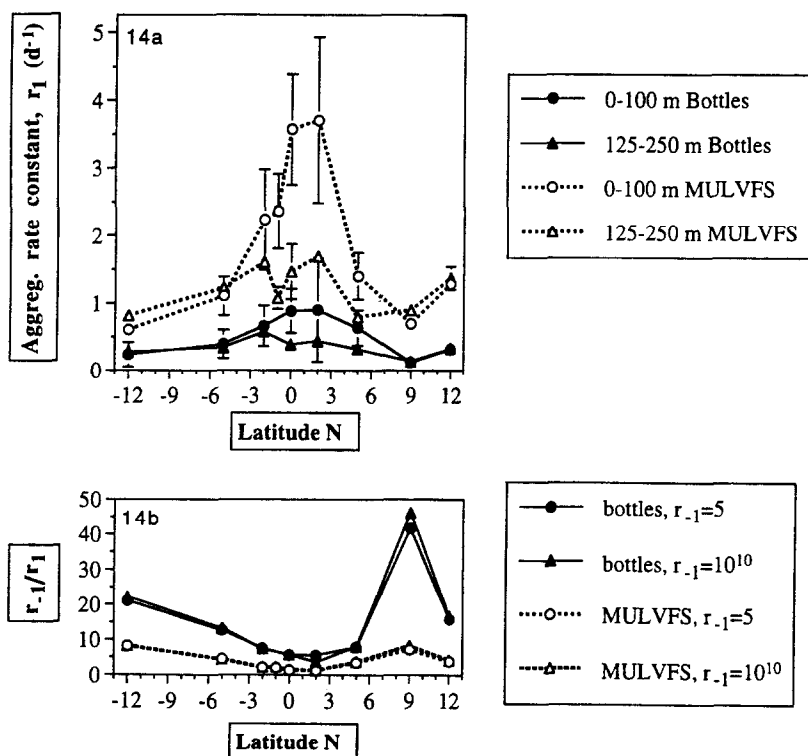 14a
Aggreg. rate constant, r1 (d-1)
5
4
3
2
1
0
-12 -9 -6 -3 0 3 6 9 12
Latitude N
0-100 m Bottles
125-250 m Bottles
0-100 m MULVFS
125-250 m MULVFS
14b
r-1/r1
50
40
30
20
10
0
-12 -9 -6 -3 0 3 6 9 12
Latitude N
bottles, r-1=5
bottles, r-1=10^10
MULVFS, r-1=5
MULVFS, r-1=10^10